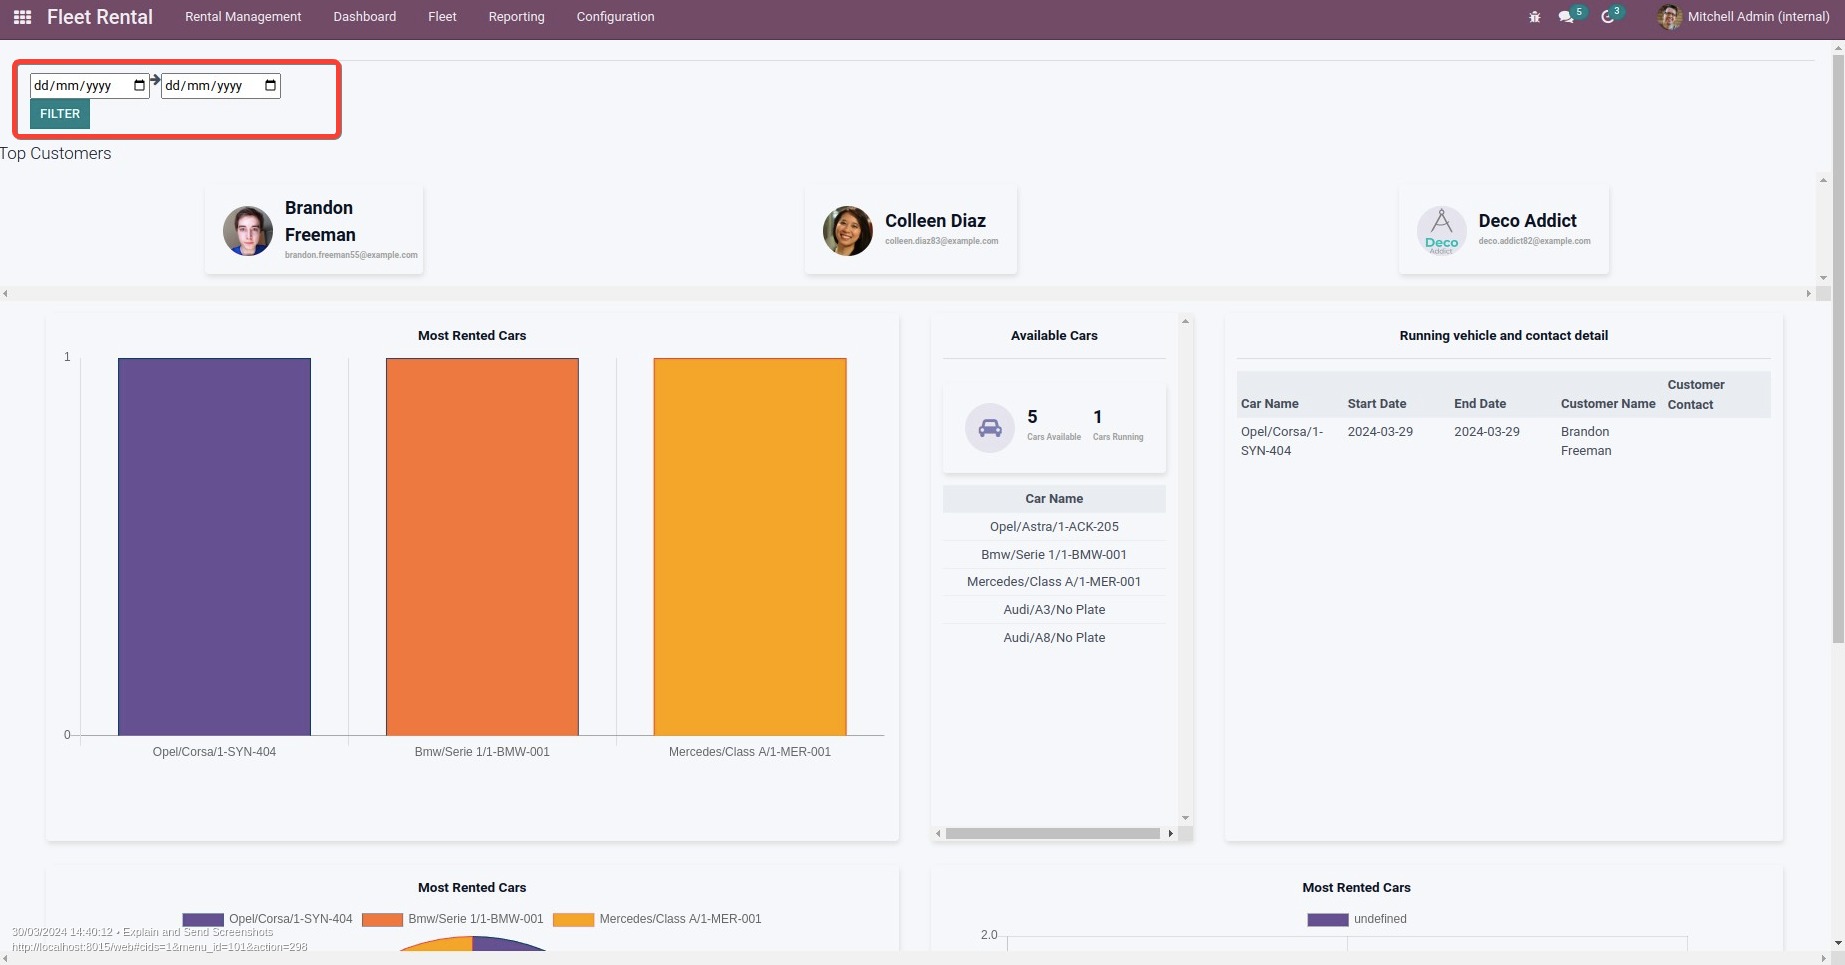 Fleet Rental Rental Management Dashboard Fleet Reporting Configuration 5 3 Mitchell Admin (internal)
dd/mm/yyyy dd/mm/yyyy
FILTER
Top Customers
Brandon
Freeman
brandon.freeman55@example.com
Colleen Diaz
colleen.diaz83@example.com
Deco
Addict
Deco Addict
deco.addict82@example.com
Most Rented Cars
1
0
Opel/Corsa/1-SYN-404 Bmw/Serie 1/1-BMW-001 Mercedes/Class A/1-MER-001
Available Cars
5 1
Cars Available Cars Running
Car Name
Opel/Astra/1-ACK-205
Bmw/Serie 1/1-BMW-001
Mercedes/Class A/1-MER-001
Audi/A3/No Plate
Audi/A8/No Plate
Running vehicle and contact detail
Car Name Start Date End Date Customer Name Customer
Contact
Opel/Corsa/1- 2024-03-29 2024-03-29 Brandon
SYN-404 Freeman
Most Rented Cars
Opel/Corsa/1-SYN-404 Bmw/Serie 1/1-BMW-001 Mercedes/Class A/1-MER-001
Most Rented Cars
undefined
2.0
30/03/2024 14:40:12 • Explain and Send Screenshots
http://localhost:8015/web#cids=1&menu_id=101&action=298